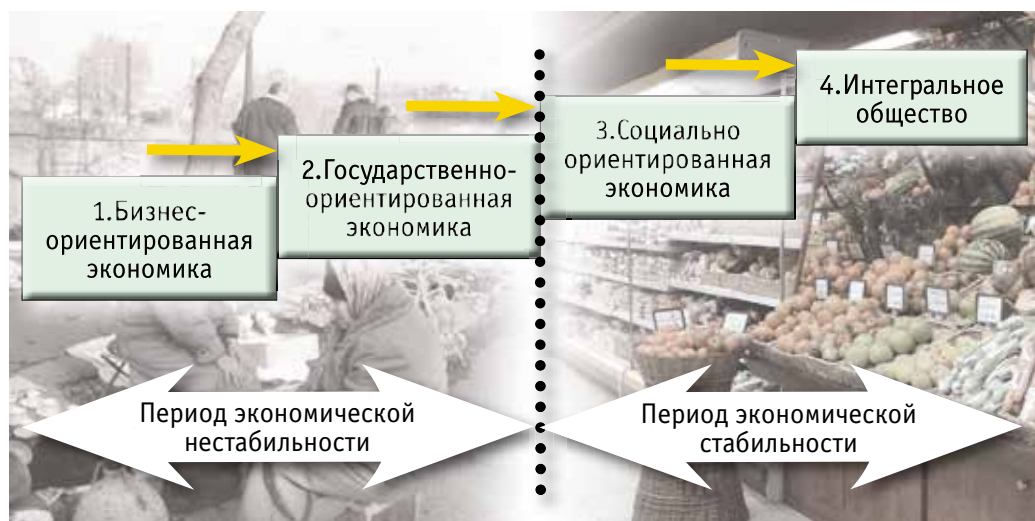 1.Бизнес-
ориентированная
экономика
2.Государственно-
ориентированная
экономика
3.Социально
ориентированная
экономика
4.Интегральное
общество
Период экономической
нестабильности
Период экономической
стабильности